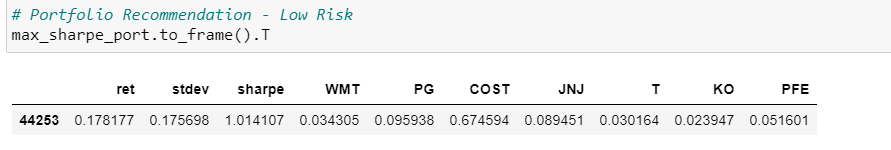 # Portfolio Recommendation - Low Risk
max_sharpe_port.to_frame().T
ret stdev sharpe WMT PG COST JNJ T KO PFE
44253 0.178177 0.175698 1.014107 0.034305 0.095938 0.674594 0.089451 0.030164 0.023947 0.051601